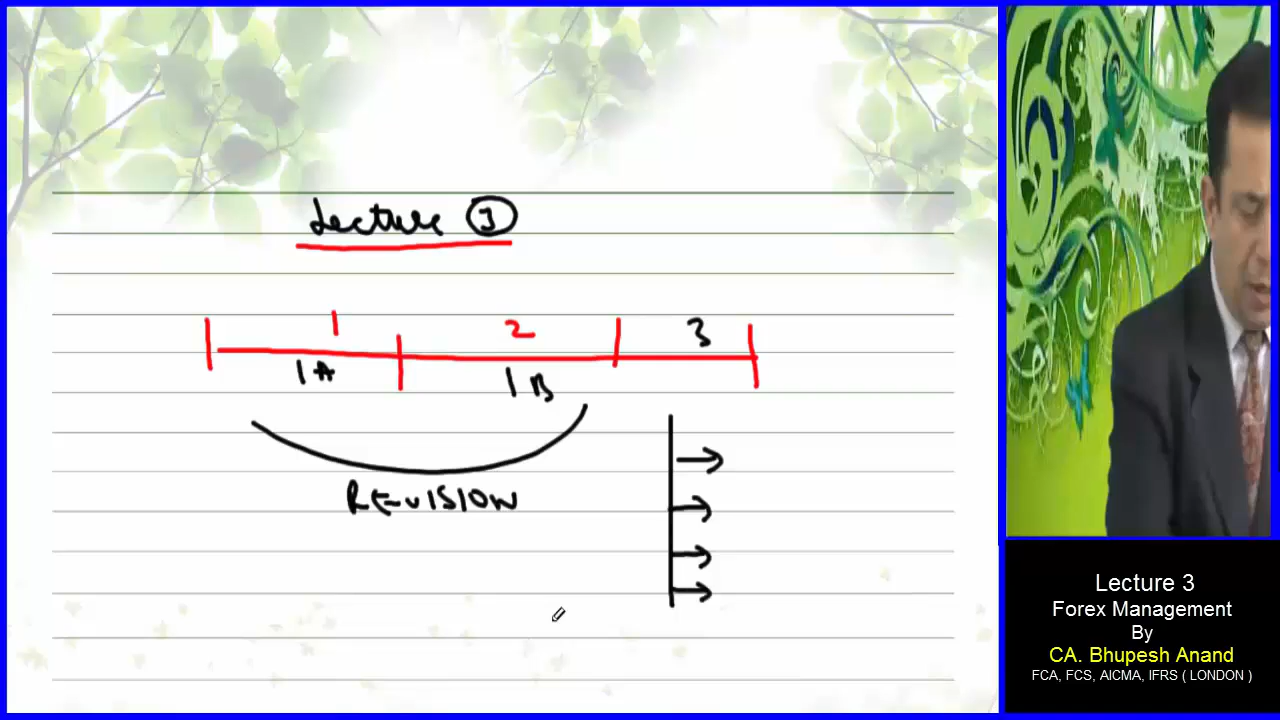 Lecture 3
1 2 3
1A 1B
REVISION
Lecture 3
Forex Management
By
CA. Bhupesh Anand
FCA, FCS, AICMA, IFRS ( LONDON )